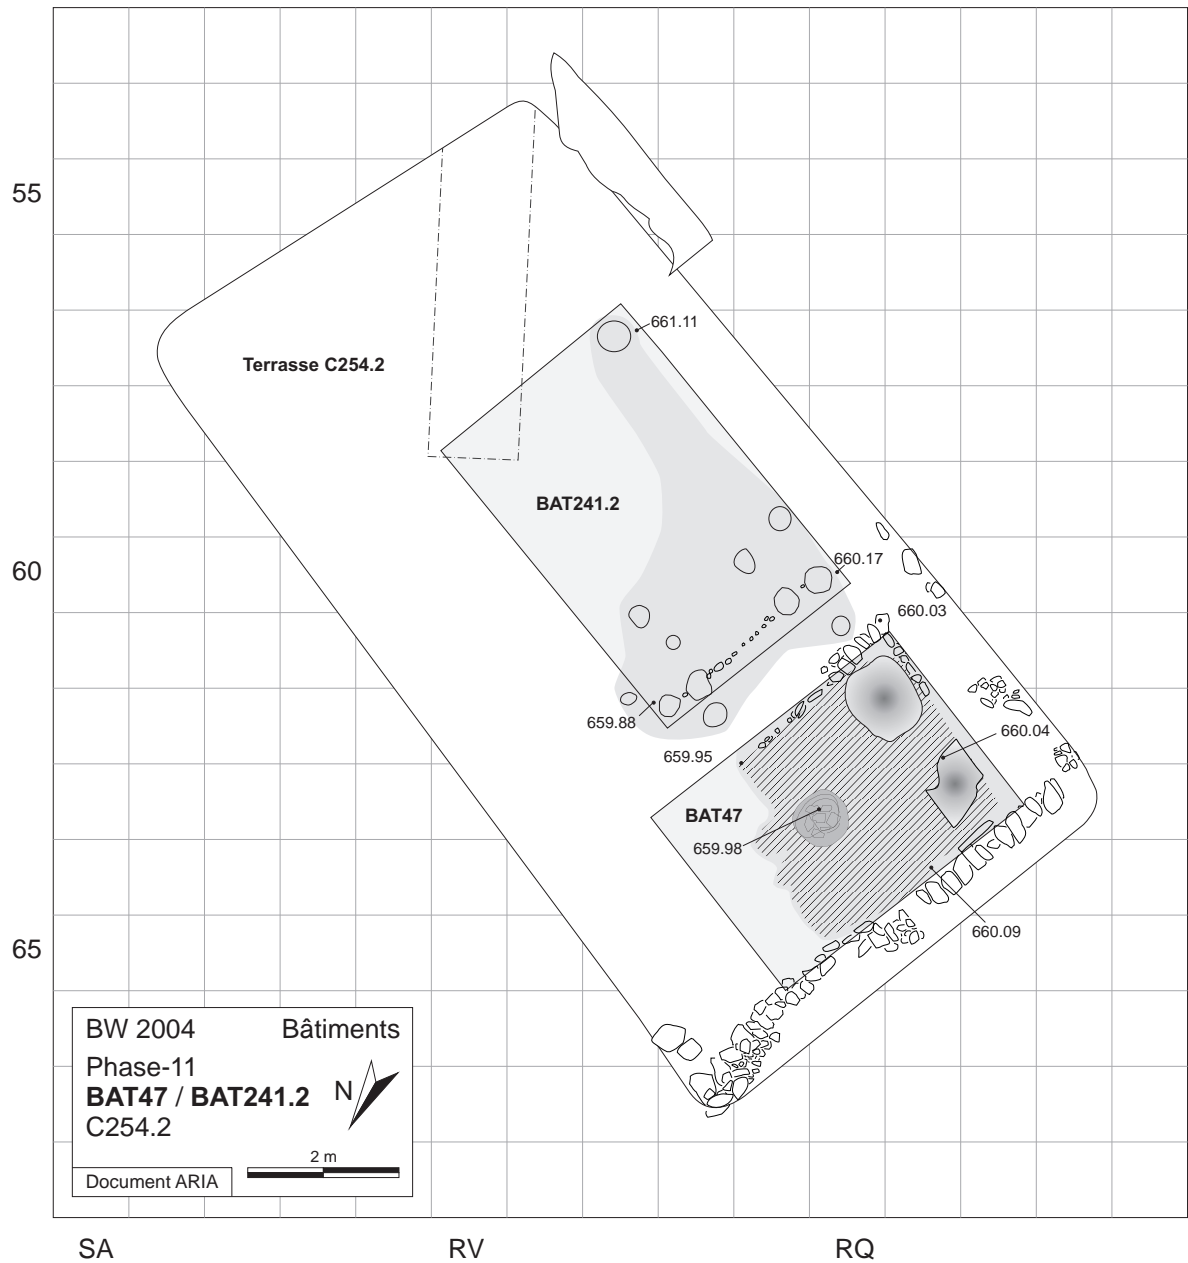 55
661.11
Terrasse C254.2
BAT241.2
660.17
60
660.03
659.88
660.04
659.95
BAT47
659.98
660.09
65
BW 2004 Bâtiments
Phase-11
BAT47 / BAT241.2
N
C254.2
2 m
Document ARIA
SA RV RQ